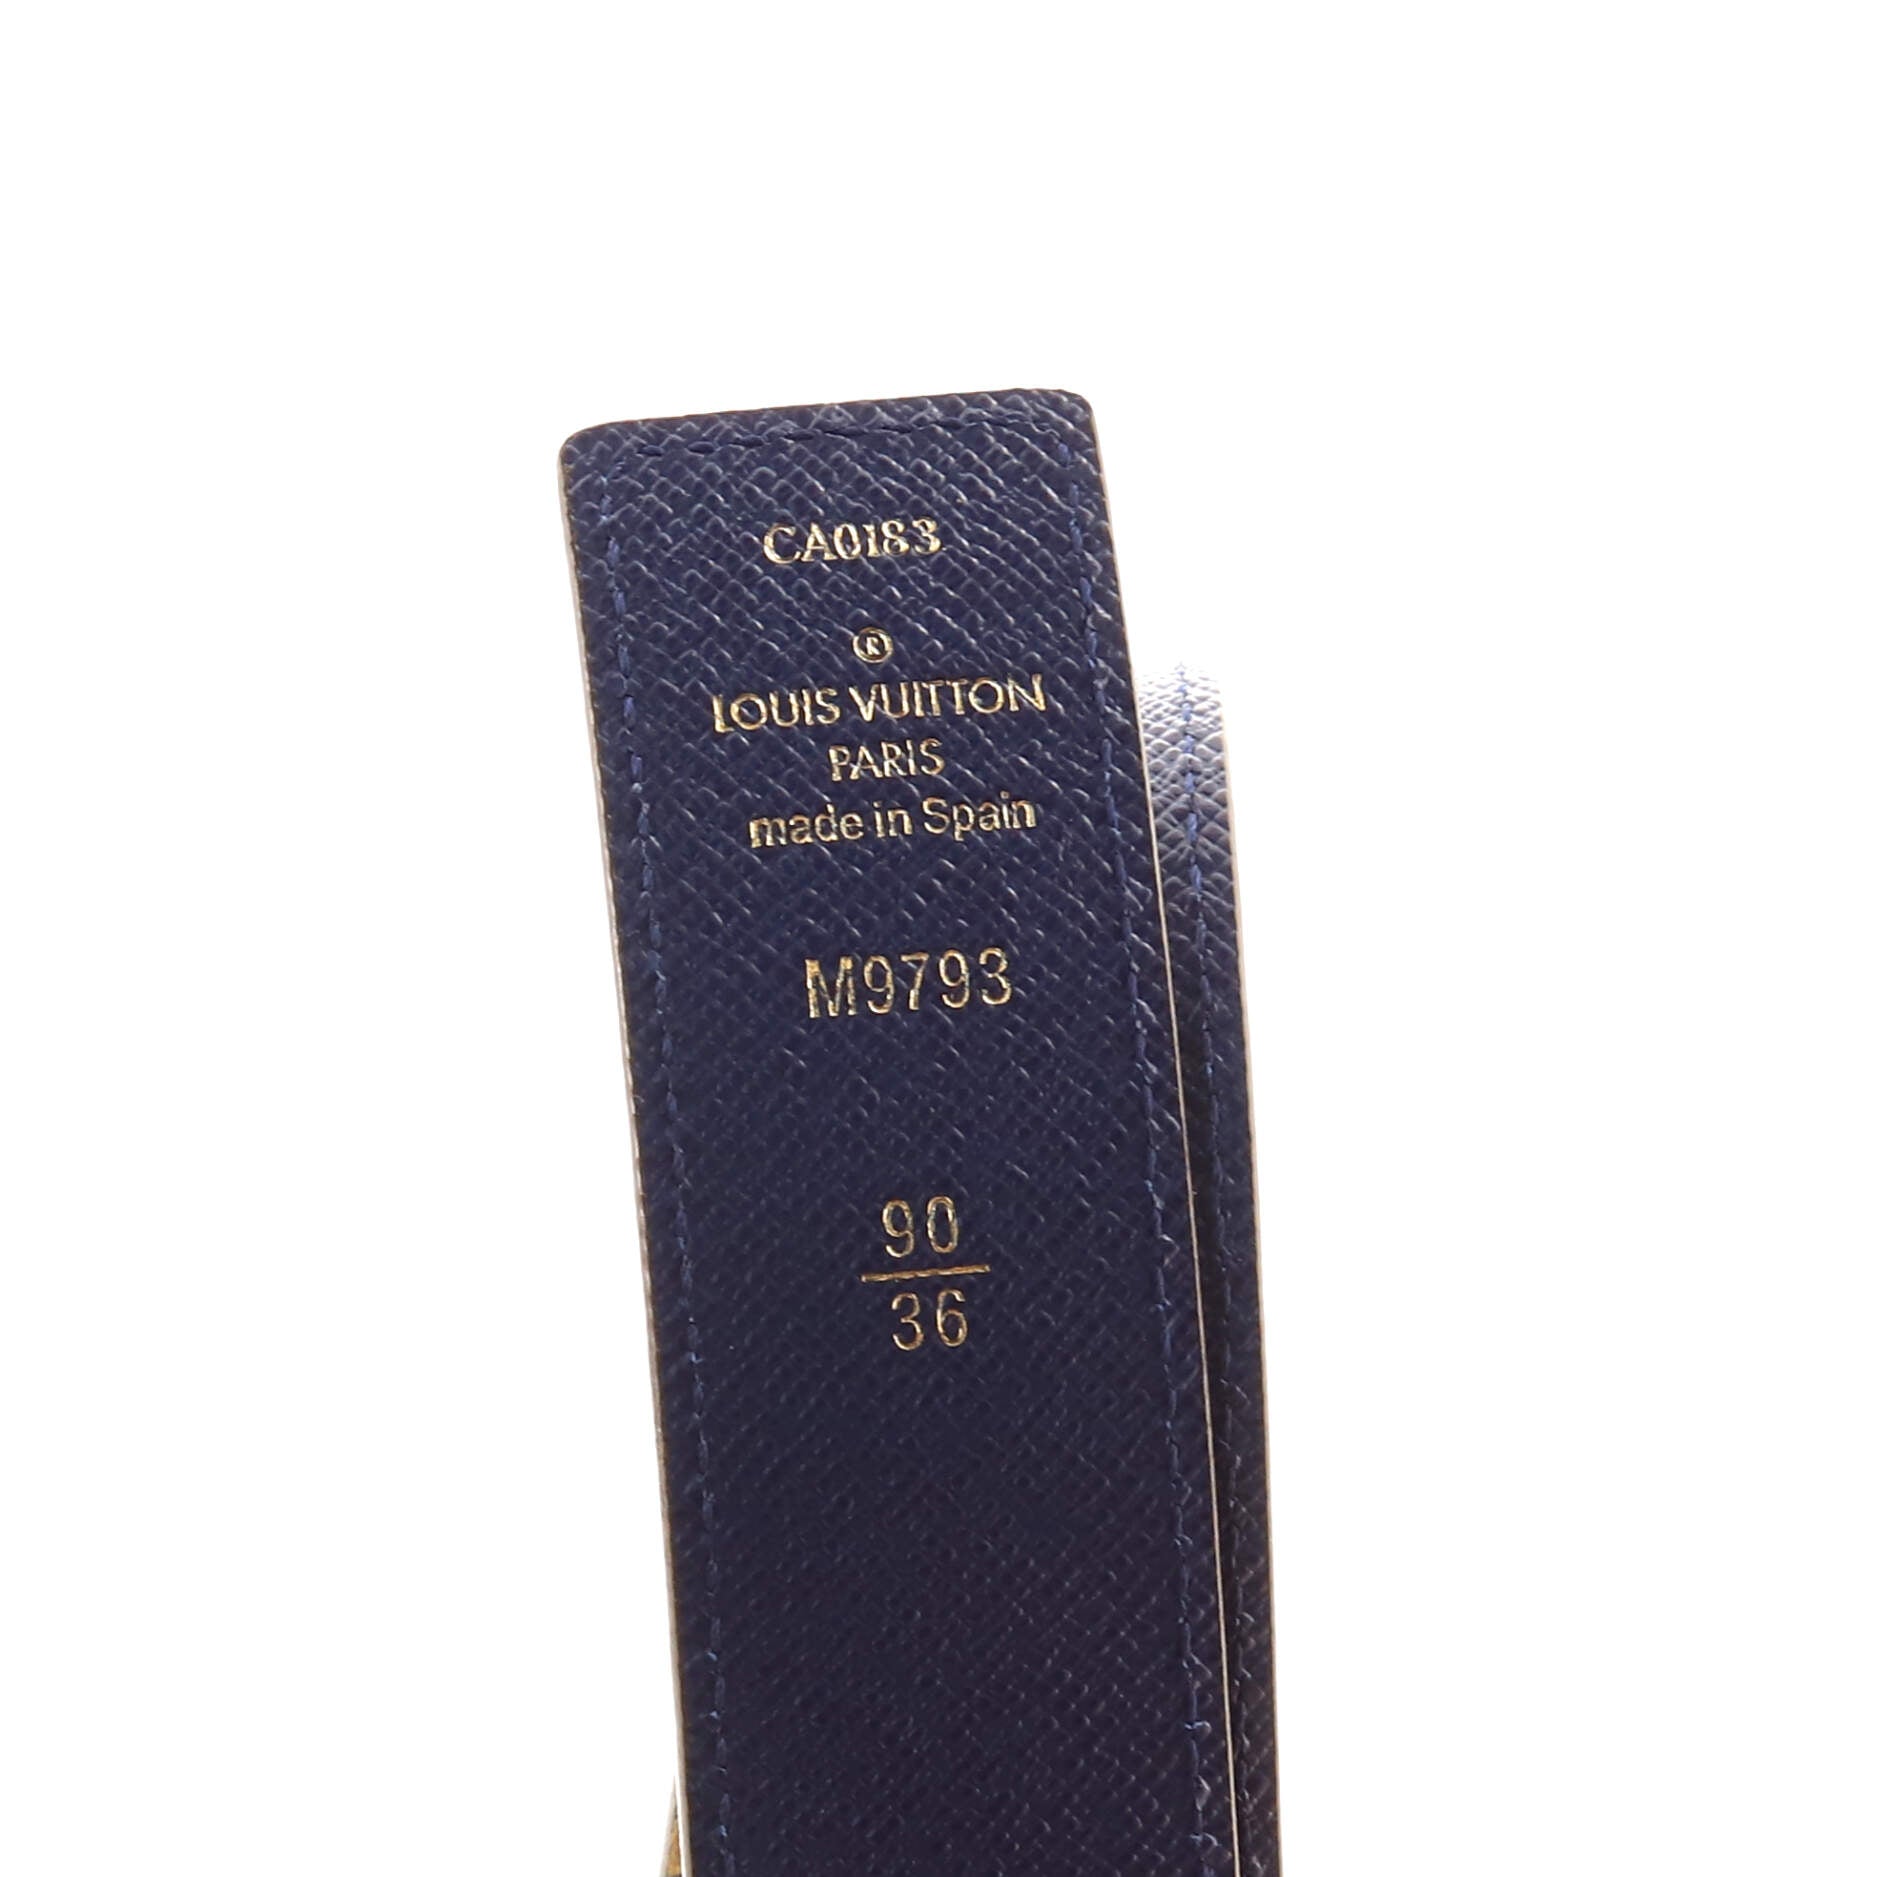 CA0183
®
LOUIS VUITTON
PARIS
made in Spain
M9793
90
36